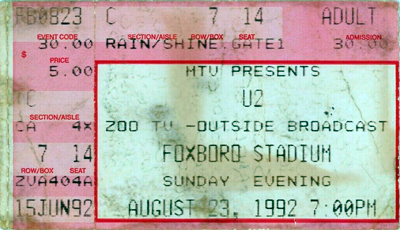 FB0823 C 7 14 ADULT
EVENT CODE SECTION/AISLE ROW/BOX SEAT ADMISSION
$ 30.00 RAIN/SHINE GATE1 30.00
PRICE
5.00 MTV PRESENTS
U2
SECTION/AISLE
CA 4X ZOO TV -OUTSIDE BROADCAST
7 14 FOXBORO STADIUM
ROW/BOX SEAT
ZVA404A SUNDAY EVENING
15JUN92 AUGUST 23, 1992 7:00PM